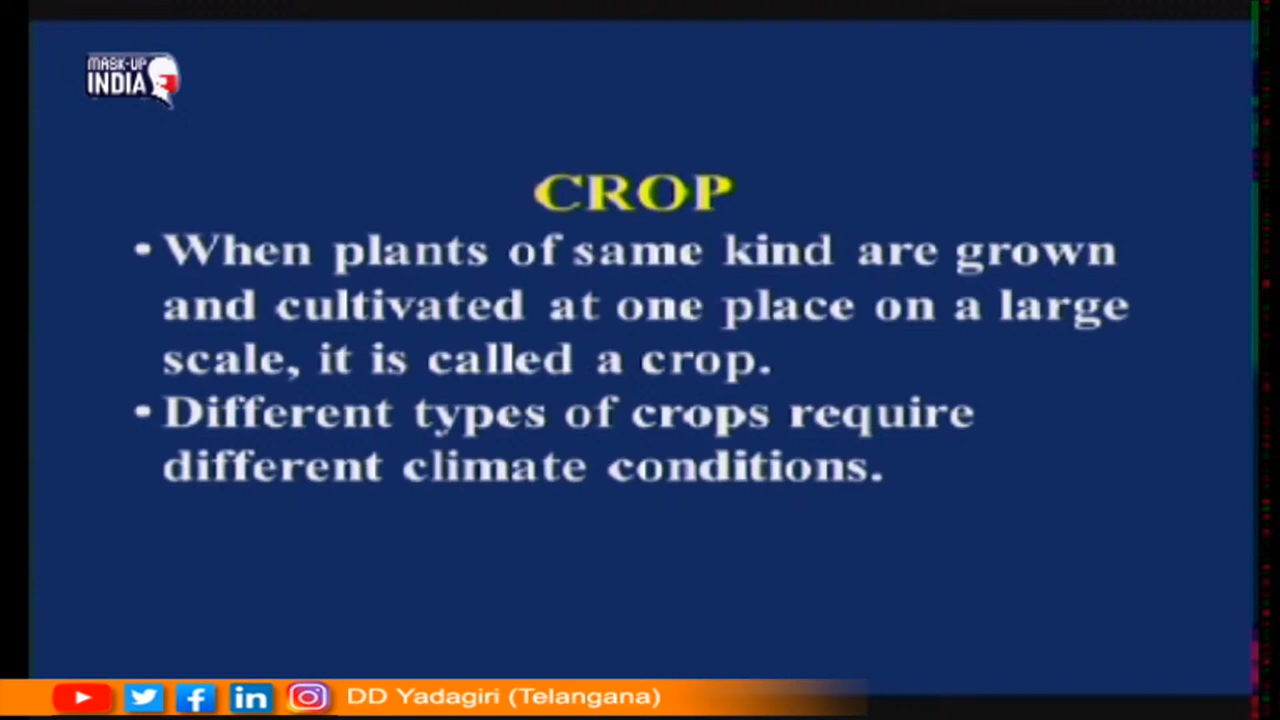 MASK-UP
INDIA
CROP
• When plants of same kind are grown
and cultivated at one place on a large
scale, it is called a crop.
• Different types of crops require
different climate conditions.
DD Yadagiri (Telangana)